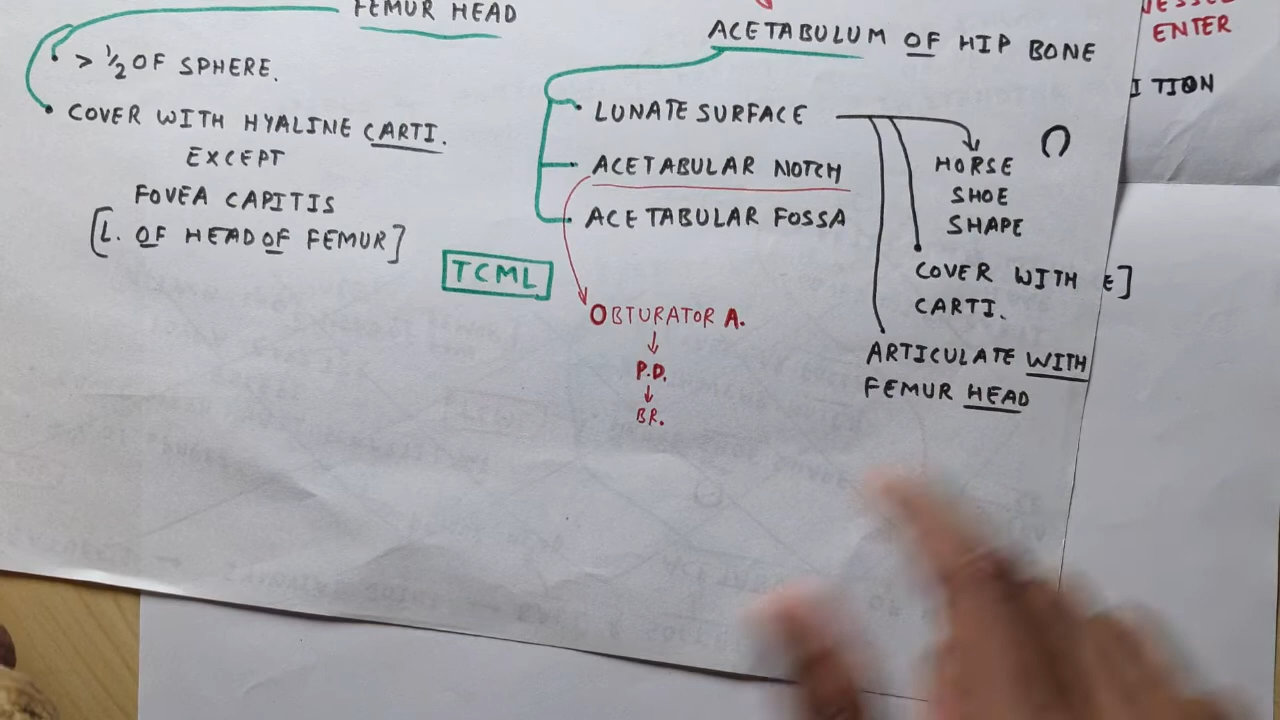 FEMUR HEAD
> 1/2 OF SPHERE.
COVER WITH HYALINE CARTI.
EXCEPT
FOVEA CAPITIS
[L. OF HEAD OF FEMUR]
TCML
ACETABULUM OF HIP BONE
LUNATE SURFACE
ACETABULAR NOTCH
ACETABULAR FOSSA
OBTURATOR A.
P.D.
BR.
HORSE
SHOE
SHAPE
COVER WITH
CARTI.
ARTICULATE WITH
FEMUR HEAD
ENTER
ITION
E]